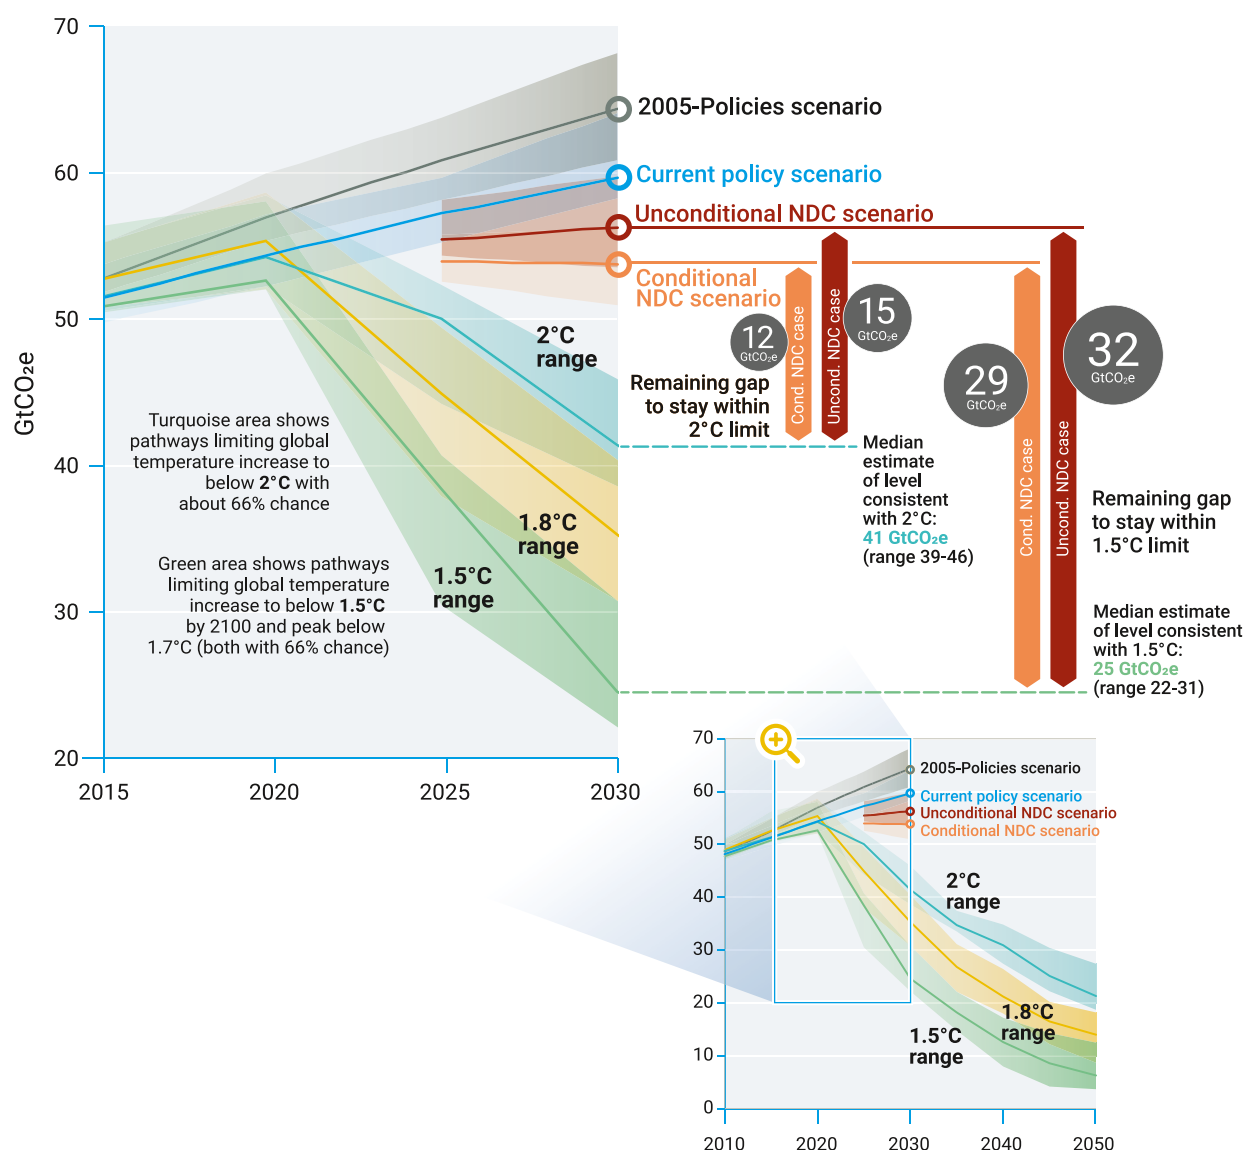 70
60
50
40
30
20
GtCO₂e
2015
2020
2025
2030
2005-Policies scenario
Current policy scenario
Unconditional NDC scenario
Conditional
NDC scenario
2°C
range
1.8°C
range
1.5°C
range
Turquoise area shows
pathways limiting global
temperature increase to
below 2°C with
about 66% chance
Green area shows pathways
limiting global temperature
increase to below 1.5°C
by 2100 and peak below
1.7°C (both with 66% chance)
12
GtCO₂e
Cond. NDC case
Uncond. NDC case
15
GtCO₂e
Remaining gap
to stay within
2°C limit
Median
estimate
of level
consistent
with 2°C:
41 GtCO₂e
(range 39-46)
29
GtCO₂e
Cond. NDC case
Uncond. NDC case
32
GtCO₂e
Remaining gap
to stay within
1.5°C limit
Median estimate
of level consistent
with 1.5°C:
25 GtCO₂e
(range 22-31)
70
60
50
40
30
20
10
0
2010
2020
2030
2040
2050
2005-Policies scenario
Current policy scenario
Unconditional NDC scenario
Conditional NDC scenario
2°C
range
1.8°C
range
1.5°C
range